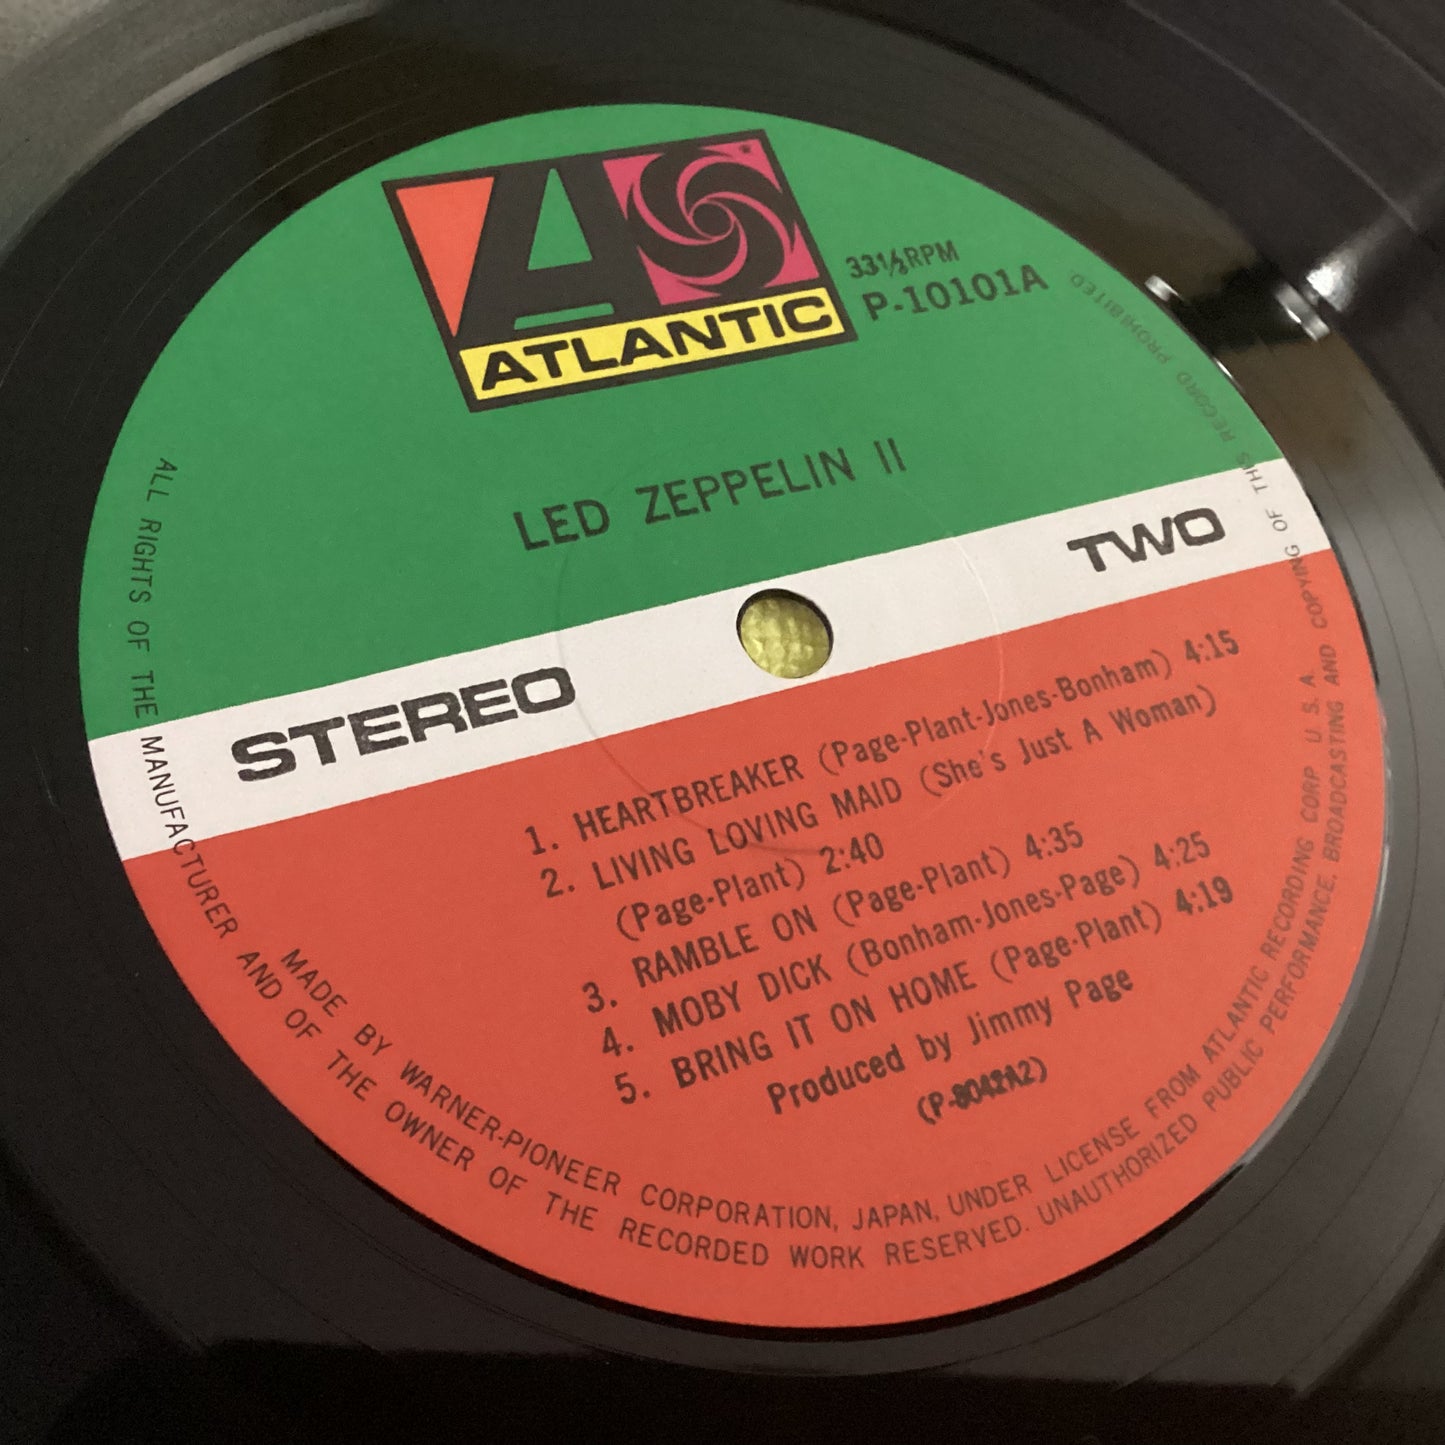 ATLANTIC
33⅓RPM
P-10101A
LED ZEPPELIN II
STEREO
TWO
1. HEARTBREAKER (Page-Plant-Jones-Bonham) 4:15
2. LIVING LOVING MAID (She's Just A Woman)
(Page-Plant) 2:40
3. RAMBLE ON (Page-Plant) 4:35
4. MOBY DICK (Bonham-Jones-Page) 4:25
5. BRING IT ON HOME (Page-Plant) 4:19
Produced by Jimmy Page
(P-8042A2)
MADE BY WARNER-PIONEER CORPORATION, JAPAN, UNDER LICENSE FROM ATLANTIC RECORDING CORP U. S. A.
ALL RIGHTS OF THE MANUFACTURER AND OF THE OWNER OF THE RECORDED WORK RESERVED. UNAUTHORIZED PUBLIC PERFORMANCE, BROADCASTING AND COPYING OF THIS RECORD PROHIBITED.